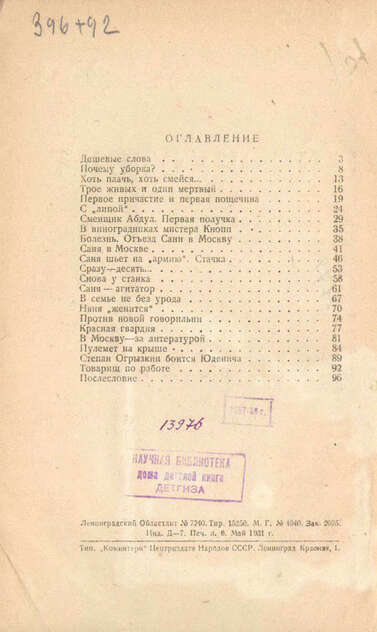 396+92
ОГЛАВЛЕНИЕ
Дешевые слова . . . . . . . . . . . . . . . . 3
Почему уборка? . . . . . . . . . . . . . . . . 8
Хоть плачь, хоть смейся... . . . . . . . . . . . . 13
Трое живых и один мертвый . . . . . . . . . . . 16
Первое причастие и первая пощечина . . . . . . . . 19
С „липой“ . . . . . . . . . . . . . . . . . . 24
Сменщик Абдул. Первая получка . . . . . . . . . . 29
В виноградниках мистера Кнопп . . . . . . . . . . 35
Болезнь. Отъезд Сани в Москву . . . . . . . . . . 38
Саня в Москве . . . . . . . . . . . . . . . . 41
Саня шьет на „армию“. Стачка . . . . . . . . . . 46
Сразу—десять... . . . . . . . . . . . . . . . . 53
Снова у станка . . . . . . . . . . . . . . . . 58
Саня—агитатор . . . . . . . . . . . . . . . . 61
В семье не без урода . . . . . . . . . . . . . . 67
Няня „женится“ . . . . . . . . . . . . . . . . 70
Против новой говорильни . . . . . . . . . . . . 74
Красная гвардия . . . . . . . . . . . . . . . . 77
В Москву—за литературой . . . . . . . . . . . . 81
Пулемет на крыше . . . . . . . . . . . . . . . 84
Степан Огрызкин боится Юденича . . . . . . . . . 89
Товарищ по работе . . . . . . . . . . . . . . . 92
Послесловие . . . . . . . . . . . . . . . . . 96
13976
НАУЧНАЯ БИБЛИОТЕКА
дома детской книги
ДЕТГИЗА
Ленинградский Областлит № 7240. Тир. 15250. М. Г. № 4040. Зак. 2005.
Инд. Д—7. Печ. л. 6. Май 1931 г.
Тип. „Коминтерн“ Центриздата Народов СССР. Ленинград Красная, 1.